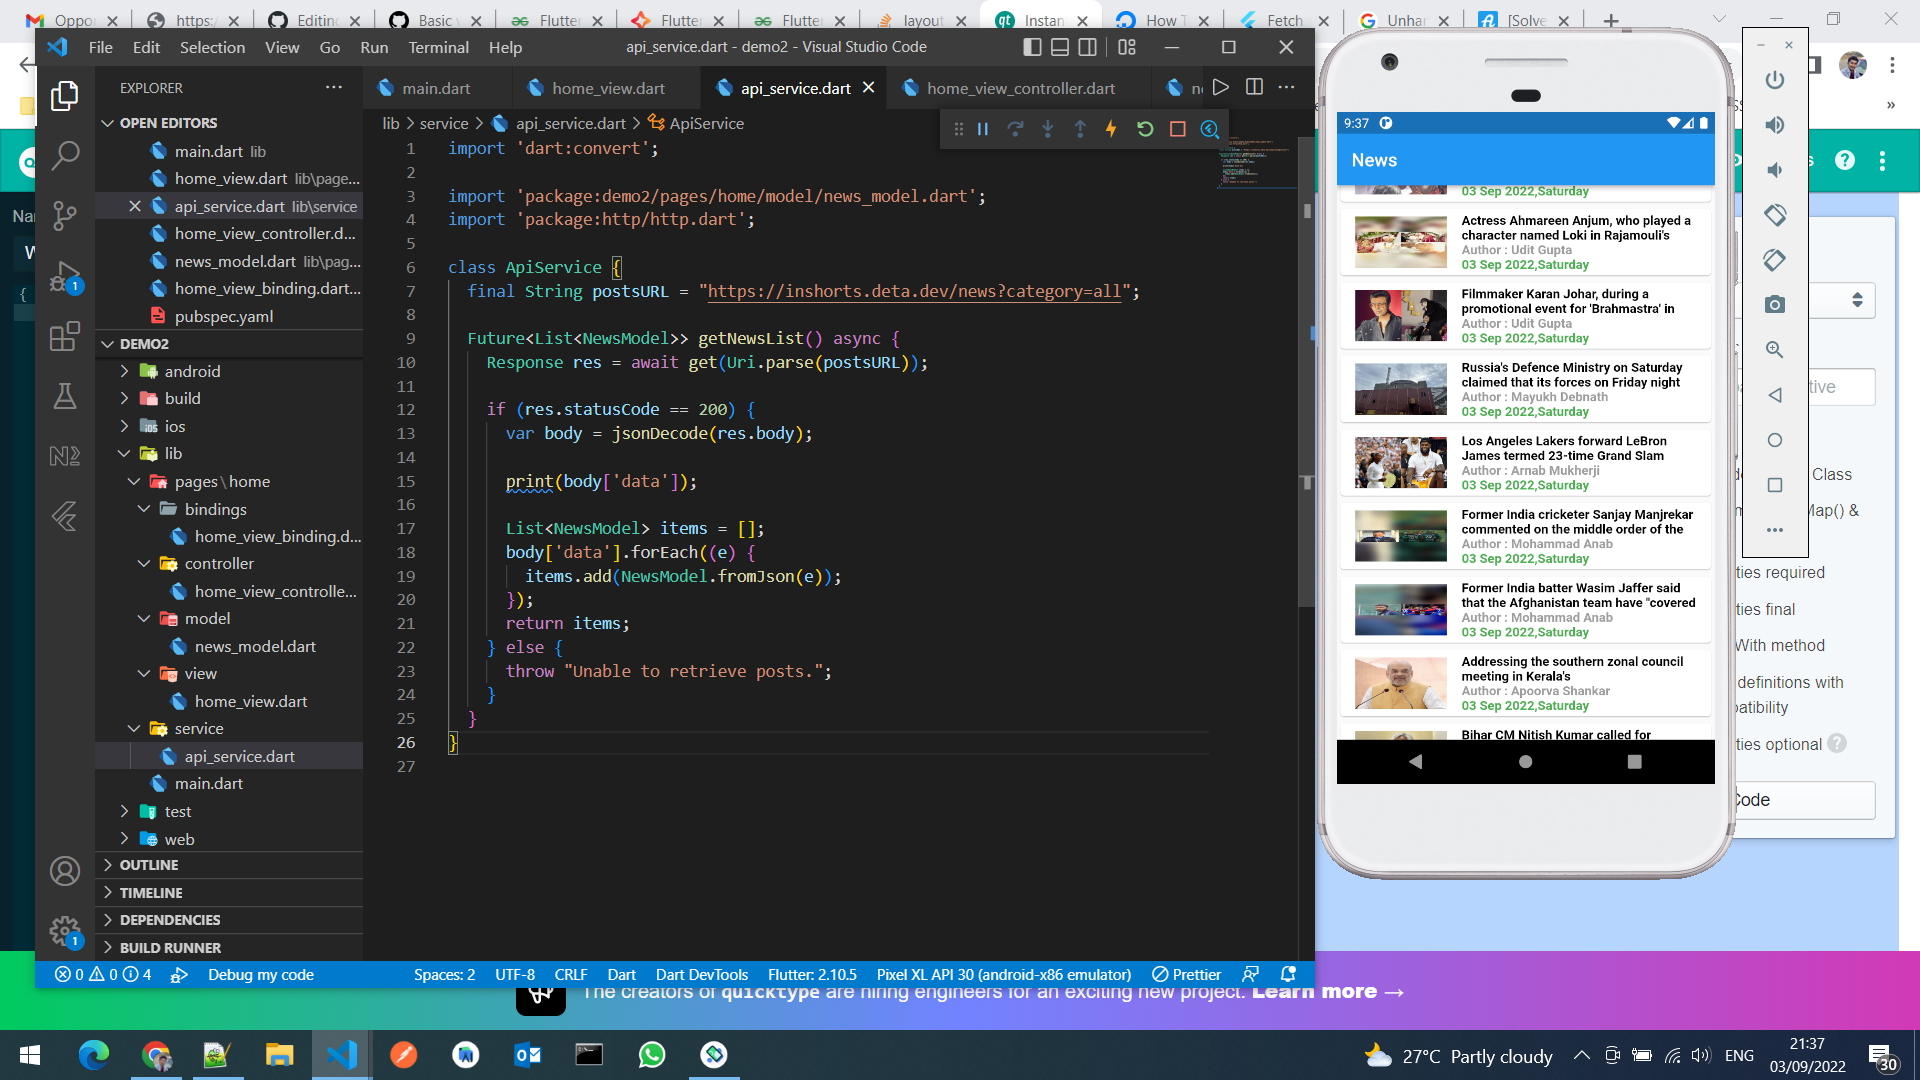 Oppor
https:/
Editin
Basic v
Flutter
Flutter
Flutter
layout
Instan
How T
Fetch
Unhar
[Solve
File Edit Selection View Go Run Terminal Help
api_service.dart - demo2 - Visual Studio Code
EXPLORER
OPEN EDITORS
main.dart lib
home_view.dart lib\page...
api_service.dart lib\service
home_view_controller.d...
news_model.dart lib\pag...
home_view_binding.dart...
pubspec.yaml
DEMO2
android
build
ios
lib
pages\home
bindings
home_view_binding.d...
controller
home_view_controlle...
model
news_model.dart
view
home_view.dart
service
api_service.dart
main.dart
test
web
OUTLINE
TIMELINE
DEPENDENCIES
BUILD RUNNER
main.dart
home_view.dart
api_service.dart
home_view_controller.dart
lib > service > api_service.dart > ApiService
1 import 'dart:convert';
2
3 import 'package:demo2/pages/home/model/news_model.dart';
4 import 'package:http/http.dart';
5
6 class ApiService {
7 final String postsURL = "https://inshorts.deta.dev/news?category=all";
8
9 Future<List<NewsModel>> getNewsList() async {
10 Response res = await get(Uri.parse(postsURL));
11
12 if (res.statusCode == 200) {
13 var body = jsonDecode(res.body);
14
15 print(body['data']);
16
17 List<NewsModel> items = [];
18 body['data'].forEach((e) {
19 items.add(NewsModel.fromJson(e));
20 });
21 return items;
22 } else {
23 throw "Unable to retrieve posts.";
24 }
25 }
26 }
27
0 0 4 Debug my code
Spaces: 2 UTF-8 CRLF Dart Dart DevTools Flutter: 2.10.5 Pixel XL API 30 (android-x86 emulator) Prettier
9:37
News
03 Sep 2022,Saturday
Actress Ahmareen Anjum, who played a
character named Loki in Rajamouli's
Author : Udit Gupta
03 Sep 2022,Saturday
Filmmaker Karan Johar, during a
promotional event for 'Brahmastra' in
Author : Udit Gupta
03 Sep 2022,Saturday
Russia's Defence Ministry on Saturday
claimed that its forces on Friday night
Author : Mayukh Debnath
03 Sep 2022,Saturday
Los Angeles Lakers forward LeBron
James termed 23-time Grand Slam
Author : Arnab Mukherji
03 Sep 2022,Saturday
Former India cricketer Sanjay Manjrekar
commented on the middle order of the
Author : Mohammad Anab
03 Sep 2022,Saturday
Former India batter Wasim Jaffer said
that the Afghanistan team have "covered
Author : Mohammad Anab
03 Sep 2022,Saturday
Addressing the southern zonal council
meeting in Kerala's
Author : Apoorva Shankar
03 Sep 2022,Saturday
Bihar CM Nitish Kumar called for
Class
Map() &
ties required
ties final
With method
definitions with
atibility
ties optional
Code
The creators of quicktype are hiring engineers for an exciting new project. Learn more →
27°C Partly cloudy
ENG
21:37
03/09/2022
30